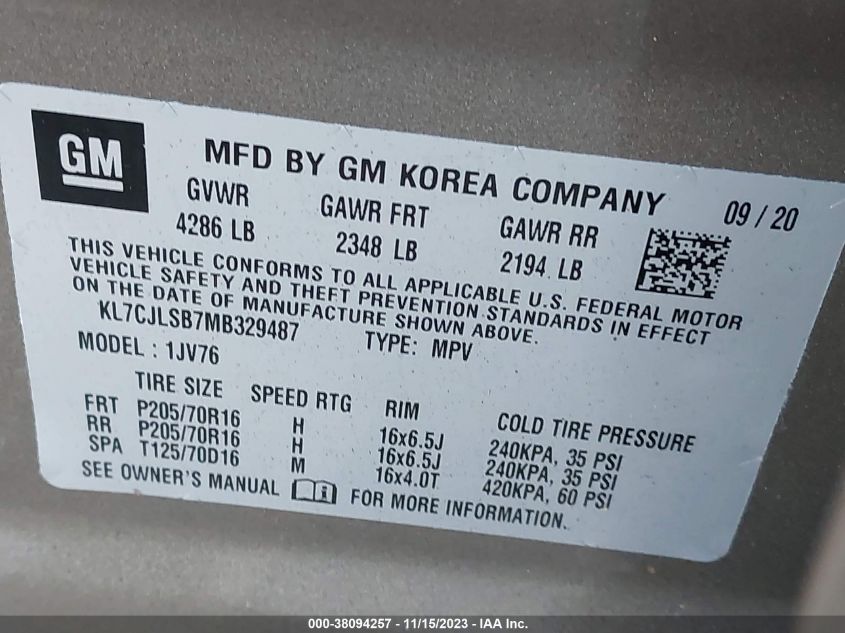 GM
MFD BY GM KOREA COMPANY 09 / 20
GVWR GAWR FRT GAWR RR
4286 LB 2348 LB 2194 LB
THIS VEHICLE CONFORMS TO ALL APPLICABLE U.S. FEDERAL MOTOR
VEHICLE SAFETY AND THEFT PREVENTION STANDARDS IN EFFECT
ON THE DATE OF MANUFACTURE SHOWN ABOVE.
KL7CJLSB7MB329487 TYPE: MPV
MODEL : 1JV76
TIRE SIZE SPEED RTG RIM COLD TIRE PRESSURE
FRT P205/70R16 H 16x6.5J 240KPA, 35 PSI
RR P205/70R16 H 16x6.5J 240KPA, 35 PSI
SPA T125/70D16 M 16x4.0T 420KPA, 60 PSI
SEE OWNER'S MANUAL FOR MORE INFORMATION.
000-38094257 - 11/15/2023 - IAA Inc.